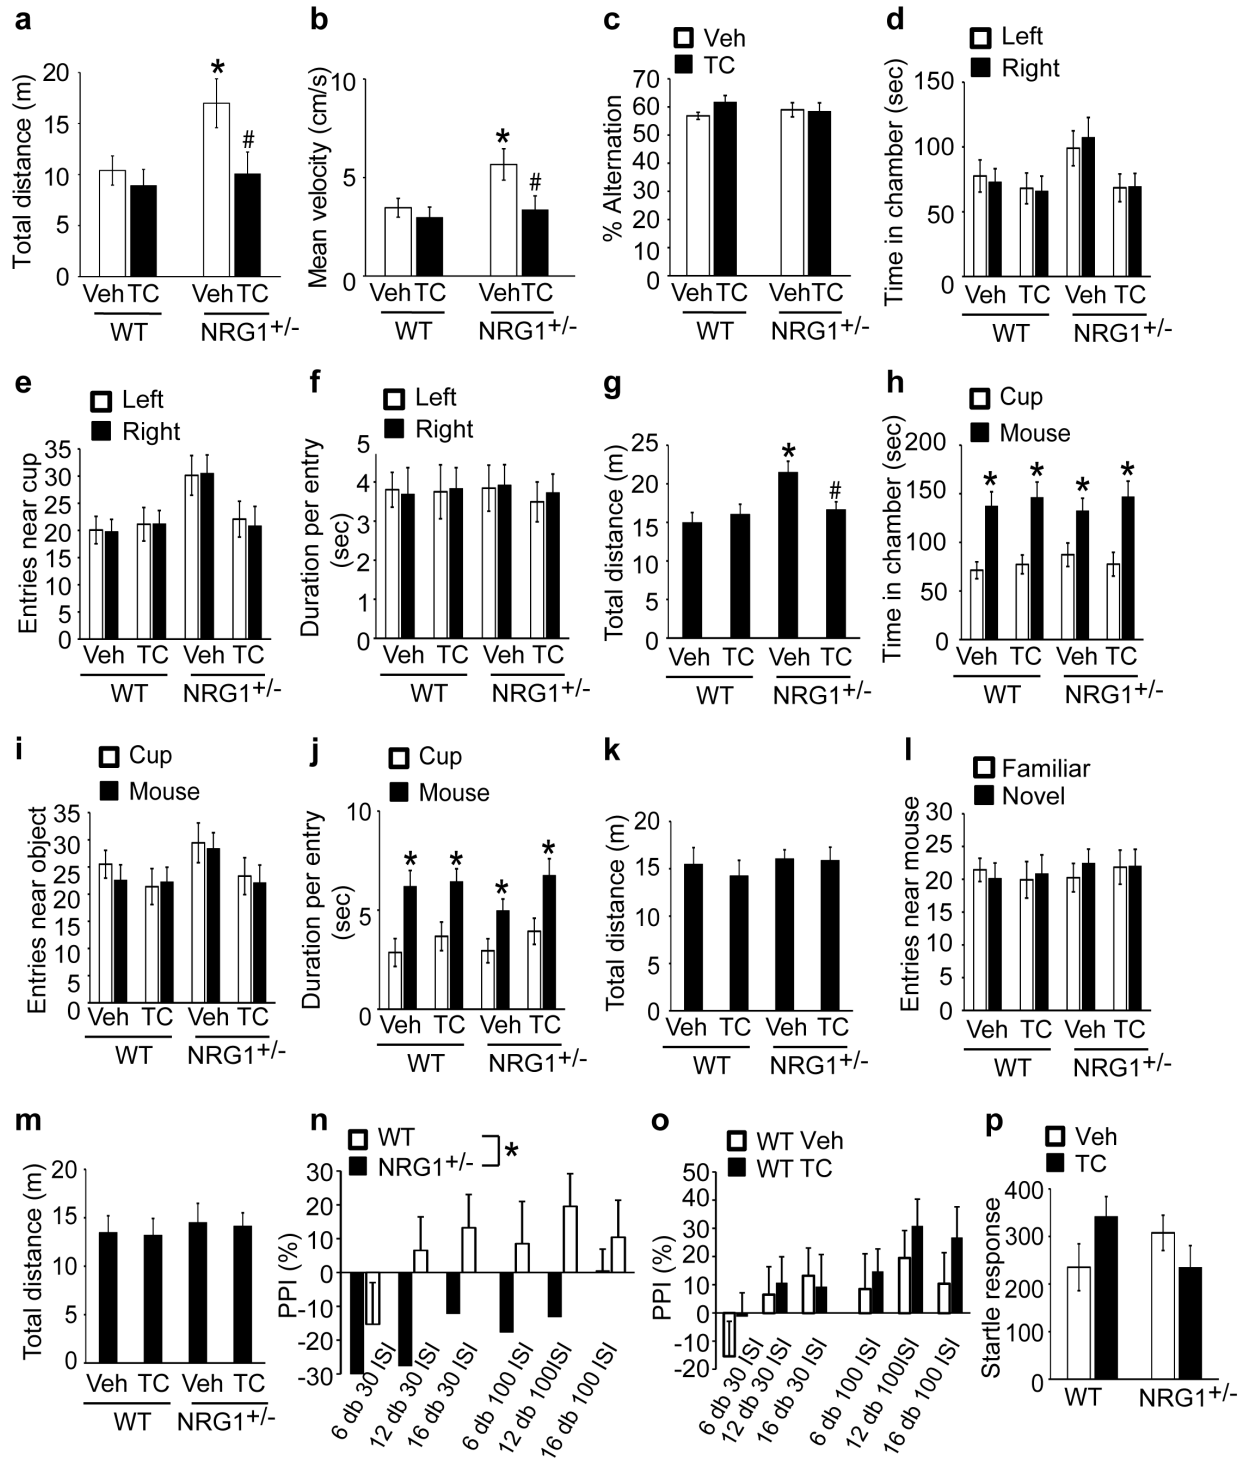 a
Total distance (m)
20
15
10
5
0
*
#
Veh TC
Veh TC
WT
NRG1+/-
b
Mean velocity (cm/s)
10
5
0
*
#
Veh TC
VehTC
WT
NRG1+/-
c
Veh
TC
% Alternation
70
60
50
40
30
20
10
0
Veh TC
VehTC
WT
NRG1+/-
d
Left
Right
Time in chamber (sec)
150
100
50
0
Veh TC
Veh TC
WT
NRG1+/-
e
Left
Right
Entries near cup
35
30
25
20
15
10
5
0
Veh TC
Veh TC
WT
NRG1+/-
f
Left
Right
Duration per entry
(sec)
5
4
3
2
1
0
Veh TC
Veh TC
WT
NRG1+/-
g
Total distance (m)
25
20
15
10
5
0
*
#
Veh TC
Veh TC
WT
NRG1+/-
h
Cup
Mouse
Time in chamber (sec)
200
150
100
50
0
* * * *
Veh TC
Veh TC
WT
NRG1+/-
i
Cup
Mouse
Entries near object
35
30
25
20
15
10
5
0
Veh TC
Veh TC
WT
NRG1+/-
j
Cup
Mouse
Duration per entry
(sec)
10
5
0
* * * *
Veh TC
Veh TC
WT
NRG1+/-
k
Total distance (m)
20
15
10
5
0
Veh TC
Veh TC
WT
NRG1+/-
l
Familiar
Novel
Entries near mouse
30
25
20
15
10
5
0
Veh TC
Veh TC
WT
NRG1+/-
m
Total distance (m)
20
15
10
5
0
Veh TC
Veh TC
WT
NRG1+/-
n
WT
NRG1+/-
*
PPI (%)
30
20
10
0
-10
-20
-30
6 db 30 ISI
12 db 30 ISI
16 db 30 ISI
6 db 100 ISI
12 db 100ISI
16 db 100 ISI
o
WT Veh
WT TC
PPI (%)
50
40
30
20
10
0
-10
-20
6 db 30 ISI
12 db 30 ISI
16 db 30 ISI
6 db 100 ISI
12 db 100ISI
16 db 100 ISI
p
Veh
TC
Startle response
400
300
200
100
0
WT
NRG1+/-